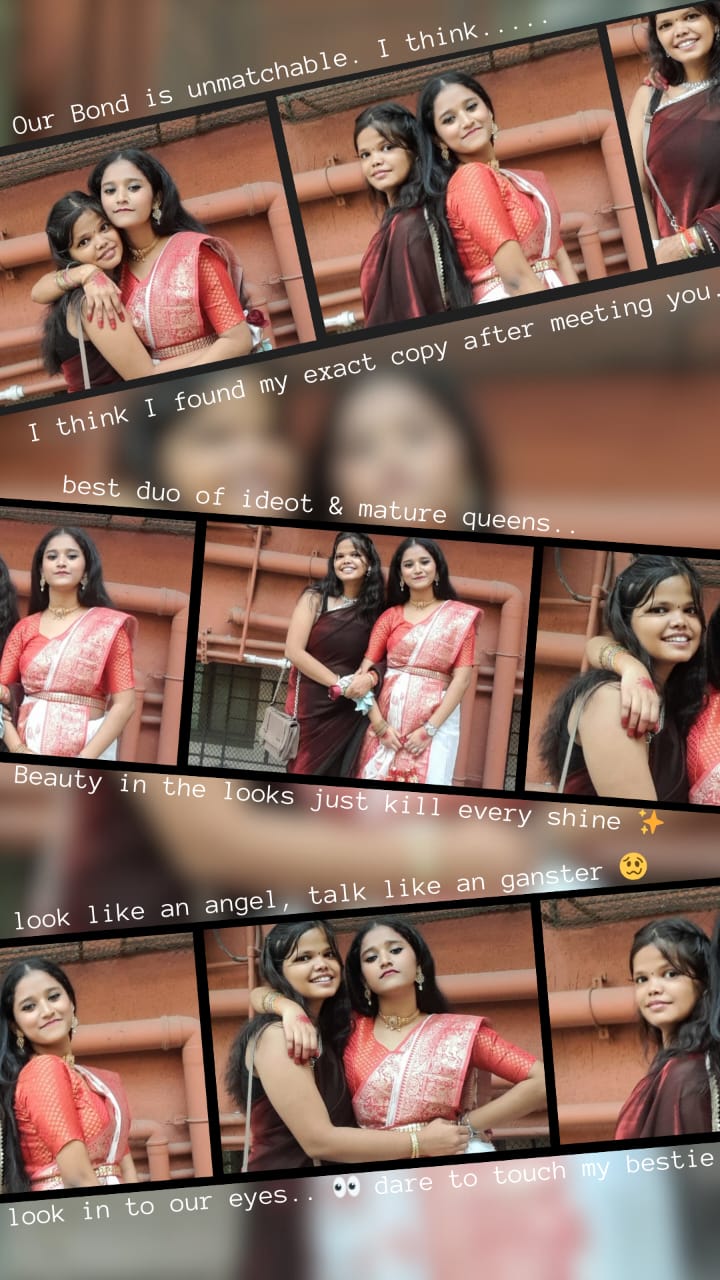 Our Bond is unmatchable. I think.....
I think I found my exact copy after meeting you.
best duo of ideot & mature queens..
Beauty in the looks just kill every shine ✨
look like an angel, talk like an ganster 🥴
look in to our eyes.. 👀 dare to touch my bestie